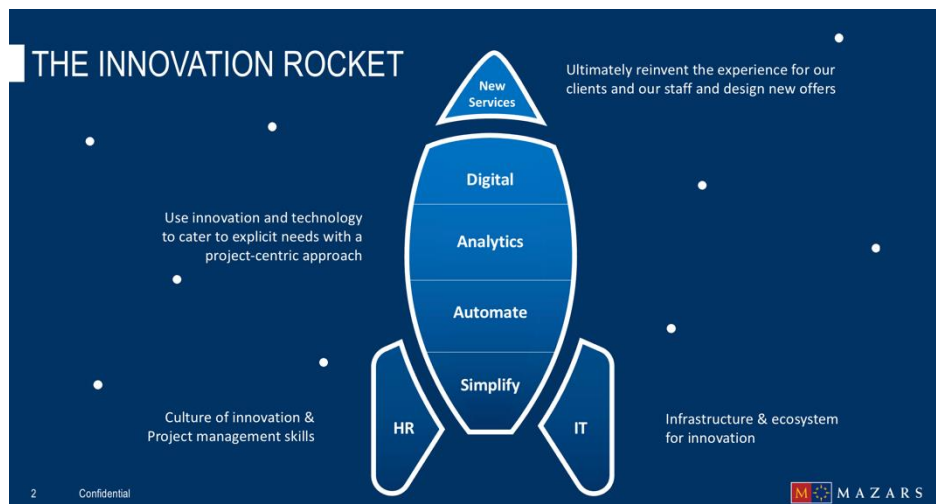 THE INNOVATION ROCKET
New
Services
Ultimately reinvent the experience for our
clients and our staff and design new offers
Digital
Use innovation and technology
to cater to explicit needs with a
project-centric approach
Analytics
Automate
Simplify
Culture of innovation &
Project management skills
HR
IT
Infrastructure & ecosystem
for innovation
2 Confidential
M MAZARS